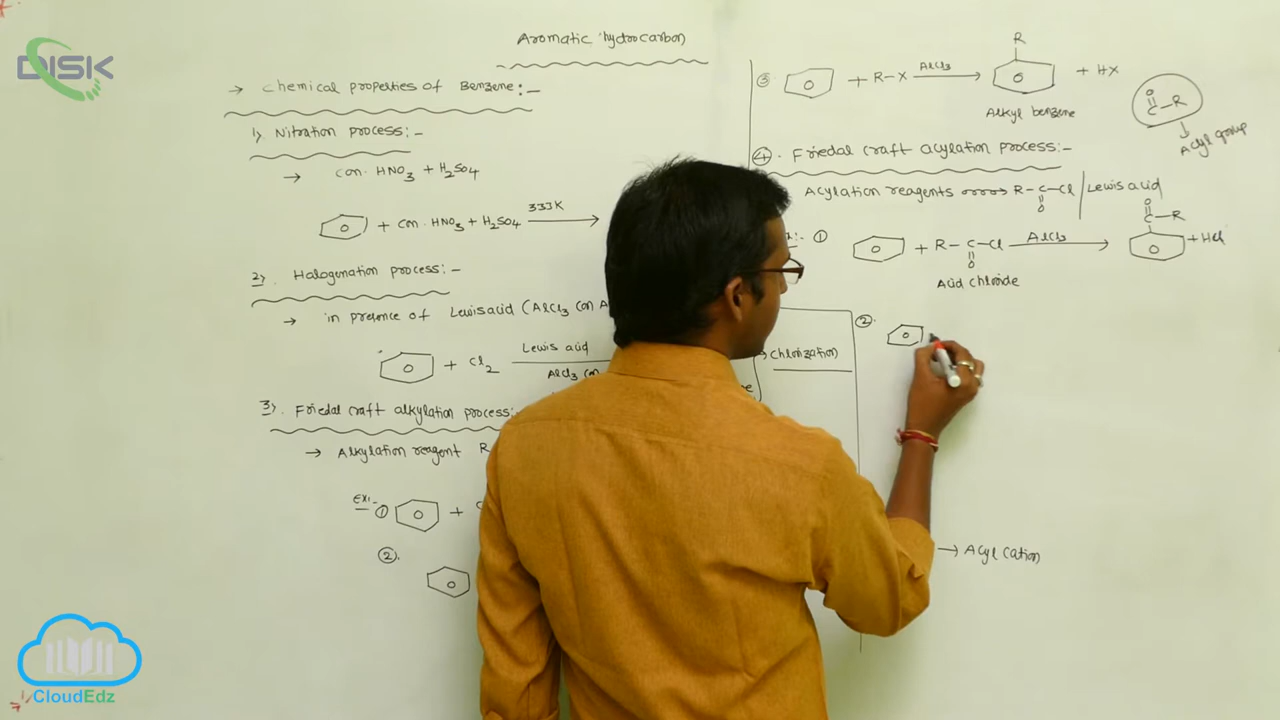 DISK
Aromatic hydrocarbon
→ Chemical properties of Benzene:-
1) Nitration process:-
→ con. HNO3 + H2SO4
+ con. HNO3 + H2SO4 333K
2) Halogenation process:-
→ in presence of Lewis acid (AlCl3
+ Cl2 Lewis acid
Chlorization
3). Friedal craft alkylation process:-
→ Alkylation reagent R
Ex:- ① +
②.
③ + R-X AlCl3 R + HX
Alkyl benzene
O
C-R
Acyl group
④. Friedal craft acylation process:-
Acylation reagents R-C-Cl / Lewis acid
O
① + R-C-Cl AlCl3 + HCl
O
O
C-R
Acid chloride
②.
→ Acyl cation
CloudEdz